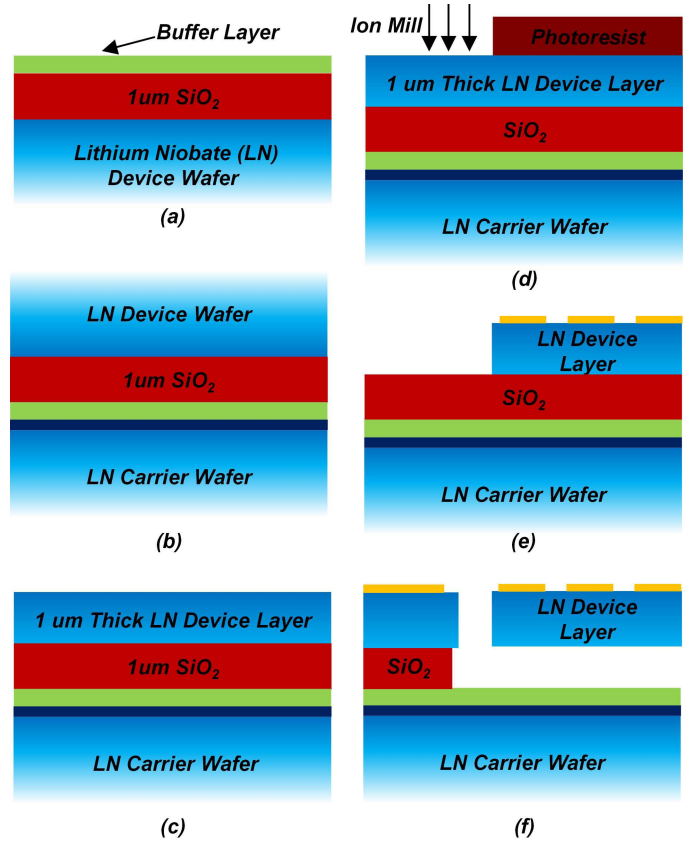 Buffer Layer
1um SiO₂
Lithium Niobate (LN)
Device Wafer
(a)
LN Device Wafer
1um SiO₂
LN Carrier Wafer
(b)
1 um Thick LN Device Layer
1um SiO₂
LN Carrier Wafer
(c)
Ion Mill
Photoresist
1 um Thick LN Device Layer
SiO₂
LN Carrier Wafer
(d)
LN Device
Layer
SiO₂
LN Carrier Wafer
(e)
LN Device
Layer
SiO₂
LN Carrier Wafer
(f)